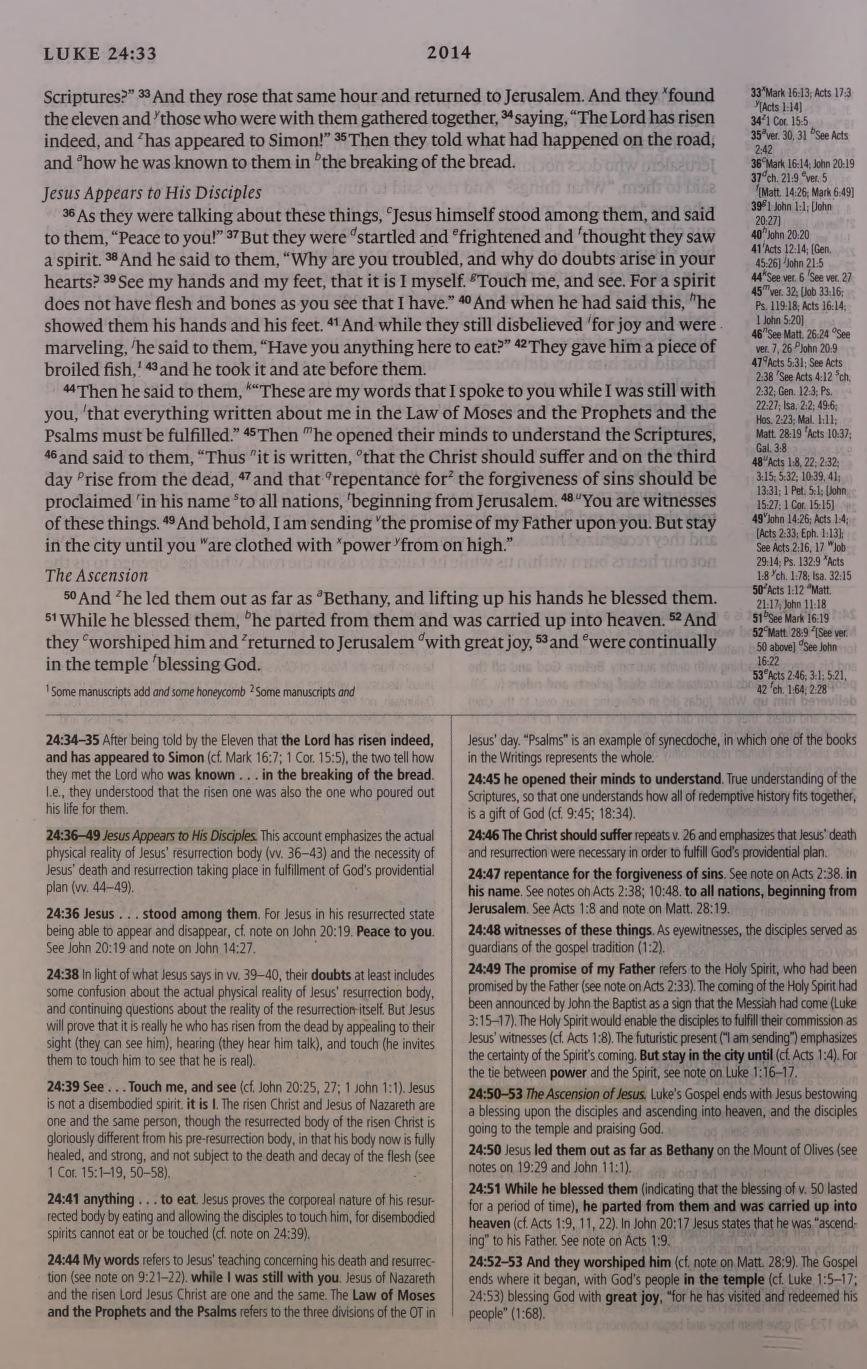 LUKE 24:33
2014
Scriptures?” ³³And they rose that same hour and returned to Jerusalem. And they ˣfound
the eleven and ʸthose who were with them gathered together, ³⁴saying, “The Lord has risen
indeed, and ᶻhas appeared to Simon!” ³⁵Then they told what had happened on the road,
and ᵃhow he was known to them in ᵇthe breaking of the bread.
Jesus Appears to His Disciples
³⁶As they were talking about these things, ᶜJesus himself stood among them, and said
to them, “Peace to you!” ³⁷But they were ᵈstartled and ᵉfrightened and ᶠthought they saw
a spirit. ³⁸And he said to them, “Why are you troubled, and why do doubts arise in your
hearts? ³⁹See my hands and my feet, that it is I myself. ᵍTouch me, and see. For a spirit
does not have flesh and bones as you see that I have.” ⁴⁰And when he had said this, ʰhe
showed them his hands and his feet. ⁴¹And while they still disbelieved ⁱfor joy and were
marveling, ʲhe said to them, “Have you anything here to eat?” ⁴²They gave him a piece of
broiled fish,¹ ⁴³and he took it and ate before them.
⁴⁴Then he said to them, ᵏ“These are my words that I spoke to you while I was still with
you, ˡthat everything written about me in the Law of Moses and the Prophets and the
Psalms must be fulfilled.” ⁴⁵Then ᵐhe opened their minds to understand the Scriptures,
⁴⁶and said to them, “Thus ⁿit is written, ᵒthat the Christ should suffer and on the third
day ᵖrise from the dead, ⁴⁷and that ᑫrepentance for² the forgiveness of sins should be
proclaimed ʳin his name ˢto all nations, ᵗbeginning from Jerusalem. ⁴⁸ᵘYou are witnesses
of these things. ⁴⁹And behold, I am sending ᵛthe promise of my Father upon you. But stay
in the city until you ʷare clothed with ˣpower ʸfrom on high.”
The Ascension
⁵⁰And ᶻhe led them out as far as ᵃBethany, and lifting up his hands he blessed them.
⁵¹While he blessed them, ᵇhe parted from them and was carried up into heaven. ⁵²And
they ᶜworshiped him and ᶻreturned to Jerusalem ᵈwith great joy, ⁵³and ᵉwere continually
in the temple ᶠblessing God.
¹Some manuscripts add and some honeycomb ²Some manuscripts and
33ˣMark 16:13; Acts 17:3
ʸ[Acts 1:14]
34ᶻ1 Cor. 15:5
35ᵃver. 30, 31 ᵇSee Acts
2:42
36ᶜMark 16:14; John 20:19
37ᵈch. 21:9 ᵉver. 5
ᶠ[Matt. 14:26; Mark 6:49]
39ᵍ1 John 1:1; [John
20:27]
40ʰJohn 20:20
41ⁱActs 12:14; [Gen.
45:26] ʲJohn 21:5
44ᵏSee ver. 6 ˡSee ver. 27
45ᵐver. 32; [Job 33:16;
Ps. 119:18; Acts 16:14;
1 John 5:20]
46ⁿSee Matt. 26:24 ᵒSee
ver. 7, 26 ᵖJohn 20:9
47ᑫActs 5:31; See Acts
2:38 ʳSee Acts 4:12 ˢch.
2:32; Gen. 12:3; Ps.
22:27; Isa. 2:2; 49:6;
Hos. 2:23; Mal. 1:11;
Matt. 28:19 ᵗActs 10:37;
Gal. 3:8
48ᵘActs 1:8, 22; 2:32;
3:15; 5:32; 10:39, 41;
13:31; 1 Pet. 5:1; [John
15:27; 1 Cor. 15:15]
49ᵛJohn 14:26; Acts 1:4;
[Acts 2:33; Eph. 1:13];
See Acts 2:16, 17 ʷJob
29:14; Ps. 132:9 ˣActs
1:8 ʸch. 1:78; Isa. 32:15
50ᶻActs 1:12 ᵃMatt.
21:17; John 11:18
51ᵇSee Mark 16:19
52ᶜMatt. 28:9 ᶻ[See ver.
50 above] ᵈSee John
16:22
53ᵉActs 2:46; 3:1; 5:21,
42 ᶠch. 1:64; 2:28
24:34–35 After being told by the Eleven that the Lord has risen indeed,
and has appeared to Simon (cf. Mark 16:7; 1 Cor. 15:5), the two tell how
they met the Lord who was known . . . in the breaking of the bread.
I.e., they understood that the risen one was also the one who poured out
his life for them.
24:36–49 Jesus Appears to His Disciples. This account emphasizes the actual
physical reality of Jesus’ resurrection body (vv. 36–43) and the necessity of
Jesus’ death and resurrection taking place in fulfillment of God’s providential
plan (vv. 44–49).
24:36 Jesus . . . stood among them. For Jesus in his resurrected state
being able to appear and disappear, cf. note on John 20:19. Peace to you.
See John 20:19 and note on John 14:27.
24:38 In light of what Jesus says in vv. 39–40, their doubts at least includes
some confusion about the actual physical reality of Jesus’ resurrection body,
and continuing questions about the reality of the resurrection itself. But Jesus
will prove that it is really he who has risen from the dead by appealing to their
sight (they can see him), hearing (they hear him talk), and touch (he invites
them to touch him to see that he is real).
24:39 See . . . Touch me, and see (cf. John 20:25, 27; 1 John 1:1). Jesus
is not a disembodied spirit. it is I. The risen Christ and Jesus of Nazareth are
one and the same person, though the resurrected body of the risen Christ is
gloriously different from his pre-resurrection body, in that his body now is fully
healed, and strong, and not subject to the death and decay of the flesh (see
1 Cor. 15:1–19, 50–58).
24:41 anything . . . to eat. Jesus proves the corporeal nature of his resur-
rected body by eating and allowing the disciples to touch him, for disembodied
spirits cannot eat or be touched (cf. note on 24:39).
24:44 My words refers to Jesus’ teaching concerning his death and resurrec-
tion (see note on 9:21–22). while I was still with you. Jesus of Nazareth
and the risen Lord Jesus Christ are one and the same. The Law of Moses
and the Prophets and the Psalms refers to the three divisions of the OT in
Jesus’ day. “Psalms” is an example of synecdoche, in which one of the books
in the Writings represents the whole.
24:45 he opened their minds to understand. True understanding of the
Scriptures, so that one understands how all of redemptive history fits together,
is a gift of God (cf. 9:45; 18:34).
24:46 The Christ should suffer repeats v. 26 and emphasizes that Jesus’ death
and resurrection were necessary in order to fulfill God’s providential plan.
24:47 repentance for the forgiveness of sins. See note on Acts 2:38. in
his name. See notes on Acts 2:38; 10:48. to all nations, beginning from
Jerusalem. See Acts 1:8 and note on Matt. 28:19.
24:48 witnesses of these things. As eyewitnesses, the disciples served as
guardians of the gospel tradition (1:2).
24:49 The promise of my Father refers to the Holy Spirit, who had been
promised by the Father (see note on Acts 2:33). The coming of the Holy Spirit had
been announced by John the Baptist as a sign that the Messiah had come (Luke
3:15–17). The Holy Spirit would enable the disciples to fulfill their commission as
Jesus’ witnesses (cf. Acts 1:8). The futuristic present (“I am sending”) emphasizes
the certainty of the Spirit’s coming. But stay in the city until (cf. Acts 1:4). For
the tie between power and the Spirit, see note on Luke 1:16–17.
24:50–53 The Ascension of Jesus. Luke’s Gospel ends with Jesus bestowing
a blessing upon the disciples and ascending into heaven, and the disciples
going to the temple and praising God.
24:50 Jesus led them out as far as Bethany on the Mount of Olives (see
notes on 19:29 and John 11:1).
24:51 While he blessed them (indicating that the blessing of v. 50 lasted
for a period of time), he parted from them and was carried up into
heaven (cf. Acts 1:9, 11, 22). In John 20:17 Jesus states that he was “ascend-
ing” to his Father. See note on Acts 1:9.
24:52–53 And they worshiped him (cf. note on Matt. 28:9). The Gospel
ends where it began, with God’s people in the temple (cf. Luke 1:5–17;
24:53) blessing God with great joy, “for he has visited and redeemed his
people” (1:68).